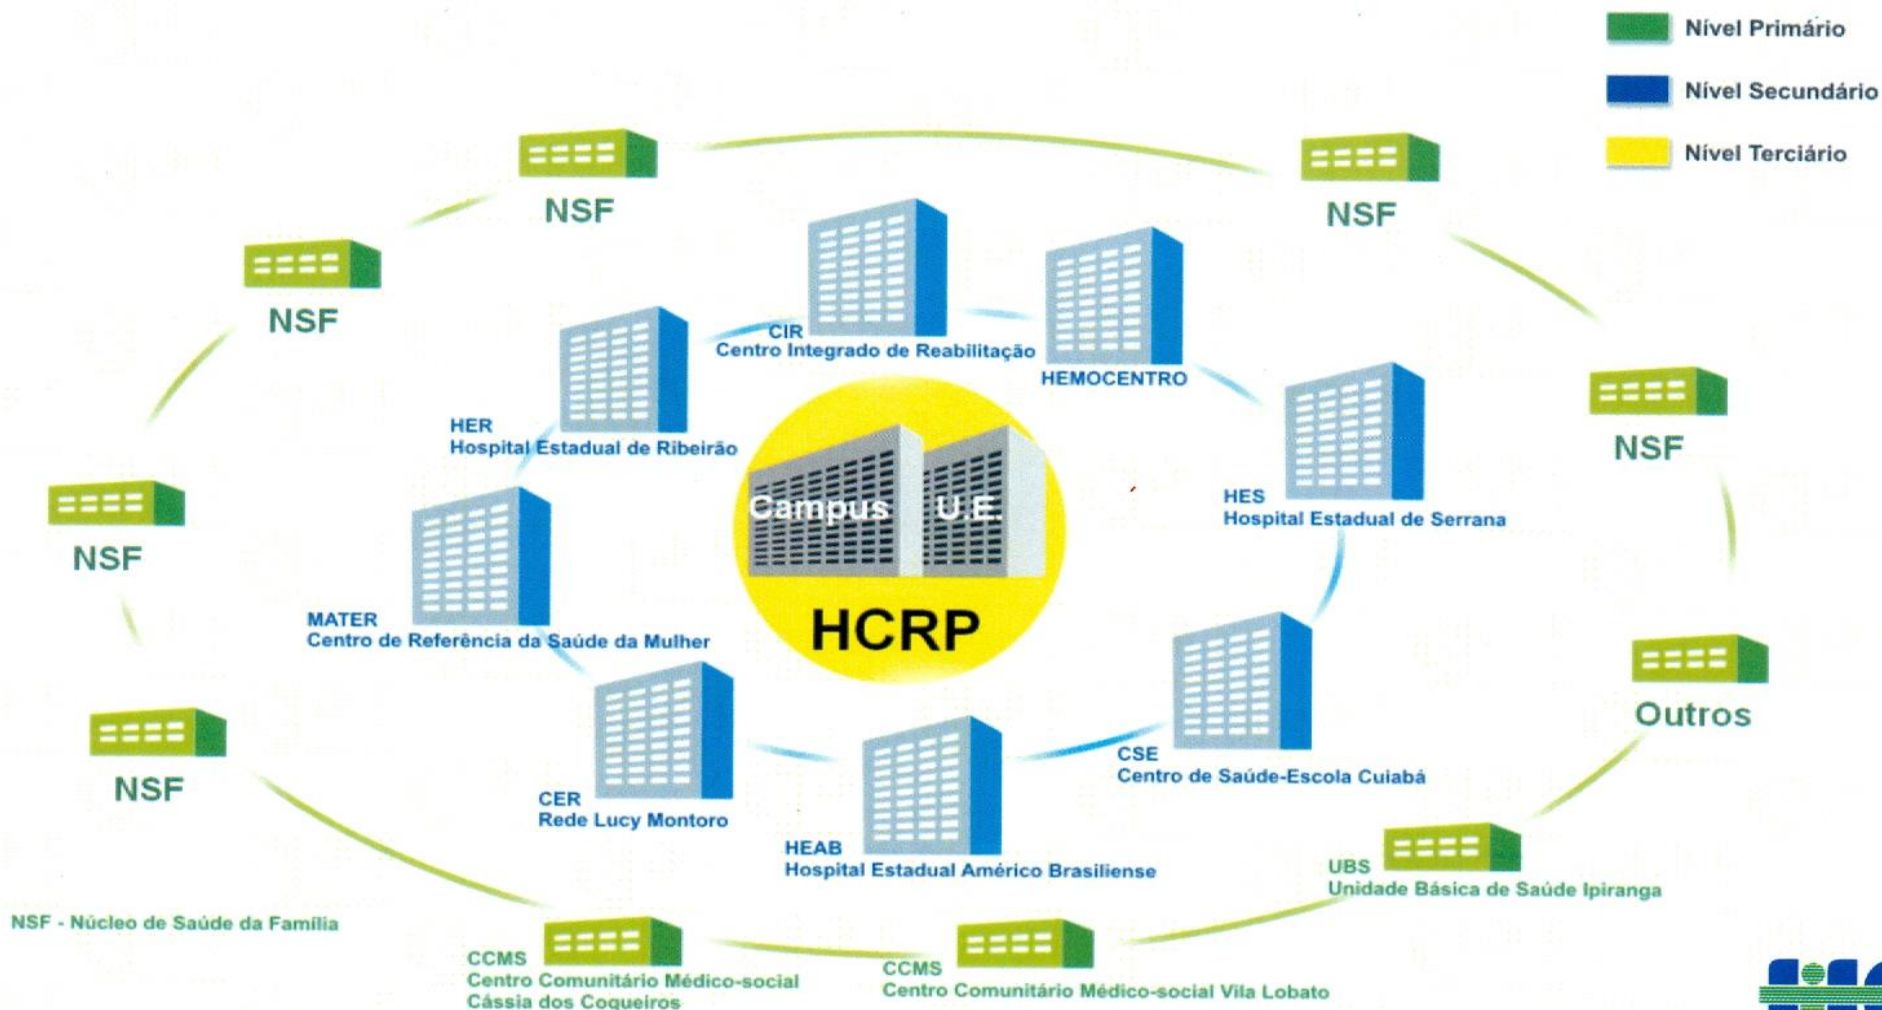 Nível Primário
Nível Secundário
Nível Terciário
NSF
NSF
NSF
CIR
Centro Integrado de Reabilitação
HEMOCENTRO
HER
Hospital Estadual de Ribeirão
NSF
HES
Hospital Estadual de Serrana
Campus U.E.
HCRP
NSF
MATER
Centro de Referência da Saúde da Mulher
Outros
NSF
CSE
Centro de Saúde-Escola Cuiabá
CER
Rede Lucy Montoro
HEAB
Hospital Estadual Américo Brasiliense
UBS
Unidade Básica de Saúde Ipiranga
NSF - Núcleo de Saúde da Família
CCMS
Centro Comunitário Médico-social
Cássia dos Coqueiros
CCMS
Centro Comunitário Médico-social Vila Lobato